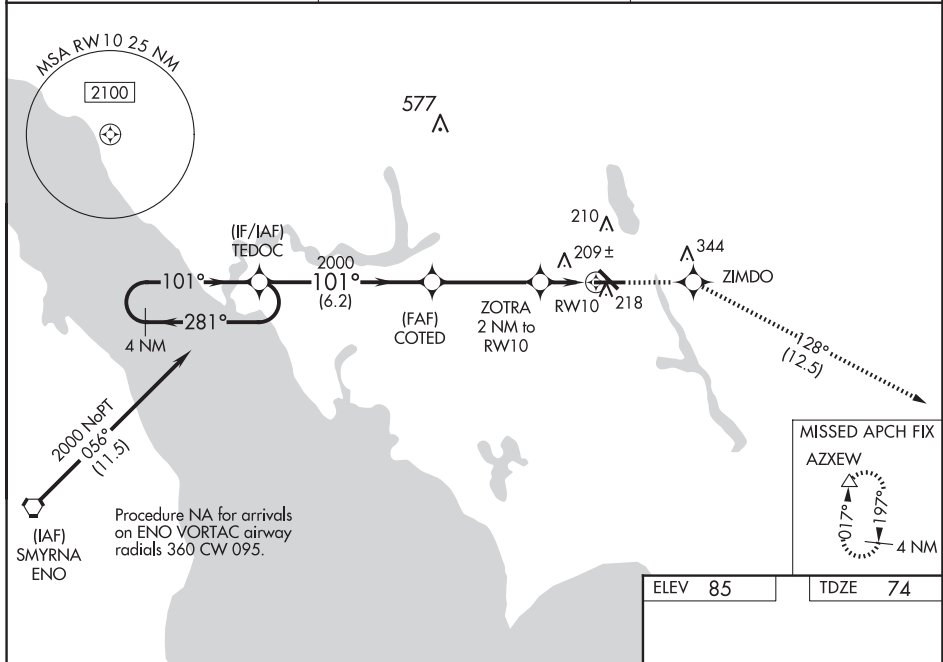 MSA RW10 25 NM
2100
577
(IF/IAF)
TEDOC
2000
101°
101°
(6.2)
281°
4 NM
(FAF)
COTED
ZOTRA
2 NM to
RW10
210
209 ±
RW10
218
344
ZIMDO
128°
(12.5)
2000 NoPT
056°
(11.5)
(IAF)
SMYRNA
ENO
Procedure NA for arrivals
on ENO VORTAC airway
radials 360 CW 095.
MISSED APCH FIX
AZXEW
017°
197°
4 NM
ELEV 85
TDZE 74